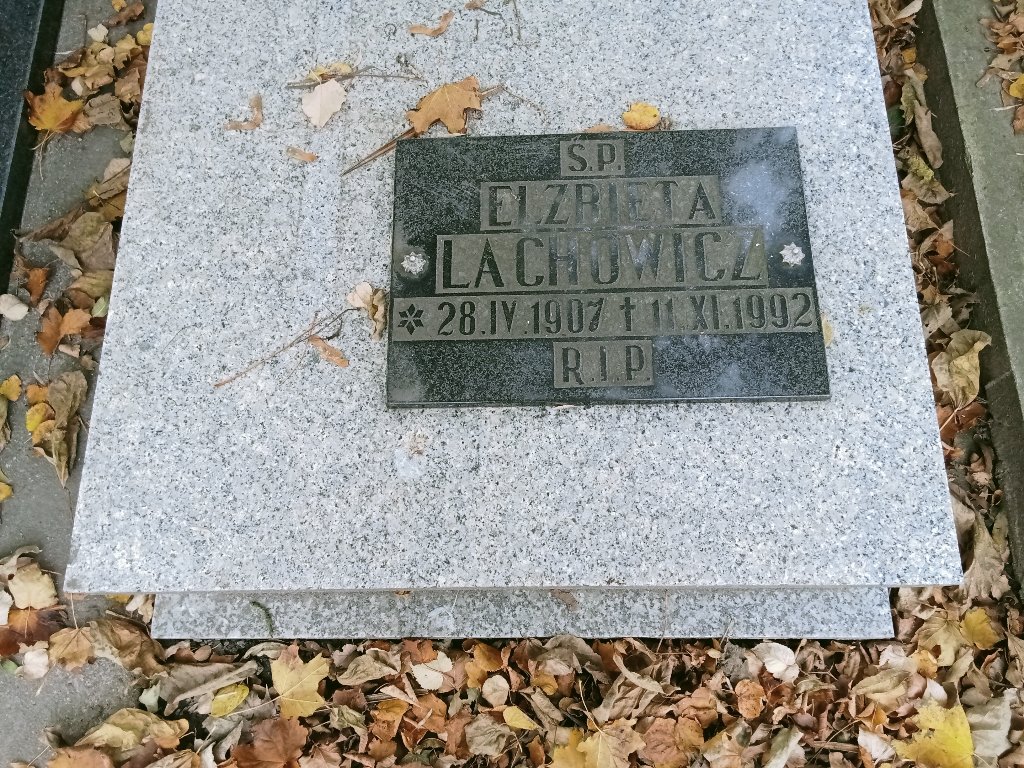 S.P.
ELZBIETA
LACHOWICZ
* 28.IV 1907 † 11.XI.1992
R.I.P.